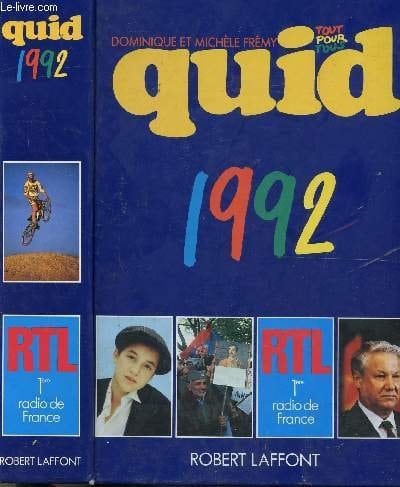 Le-livre.com
quid
1992
RTL
1ère
radio de
France
ROBERT LAFFONT
DOMINIQUE ET MICHÈLE FRÉMY
TOUT
POUR
TOUS
quid
1992
RTL
1ère
radio de
France
ROBERT LAFFONT